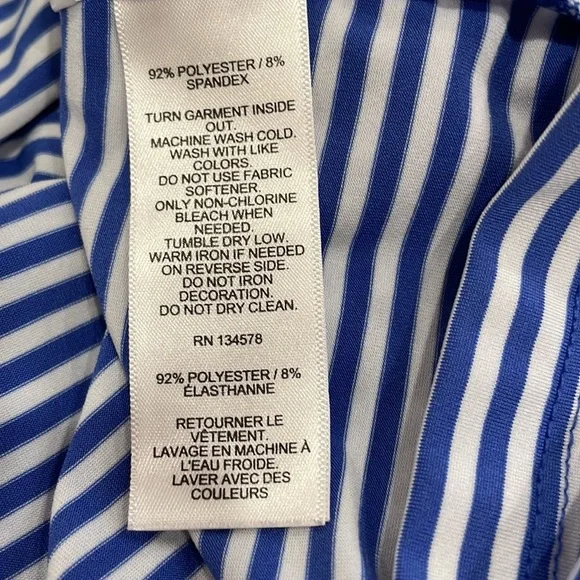 92% POLYESTER / 8%
SPANDEX
TURN GARMENT INSIDE
OUT.
MACHINE WASH COLD.
WASH WITH LIKE
COLORS.
DO NOT USE FABRIC
SOFTENER.
ONLY NON-CHLORINE
BLEACH WHEN
NEEDED.
TUMBLE DRY LOW.
WARM IRON IF NEEDED
ON REVERSE SIDE.
DO NOT IRON
DECORATION.
DO NOT DRY CLEAN.
RN 134578
92% POLYESTER / 8%
ÉLASTHANNE
RETOURNER LE
VÊTEMENT.
LAVAGE EN MACHINE À
L'EAU FROIDE.
LAVER AVEC DES
COULEURS